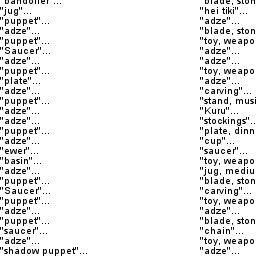 "bandolier"... "blade, ston
"jug"... "hei tiki"...
"puppet"... "adze"...
"adze"... "blade, ston
"puppet"... "toy, weapo
"Saucer"... "adze"...
"adze"... "adze"...
"puppet"... "toy, weapo
"plate"... "adze"...
"adze"... "carving"...
"puppet"... "stand, musi
"adze"... "Kuru"...
"adze"... "stockings"..
"puppet"... "plate, dinn
"adze"... "cup"...
"ewer"... "saucer"...
"basin"... "toy, weapo
"adze"... "jug, mediu
"puppet"... "blade, ston
"Saucer"... "carving"...
"puppet"... "toy, weapo
"adze"... "adze"...
"puppet"... "blade, ston
"saucer"... "chain"...
"adze"... "toy, weapo
"shadow puppet"... "adze"...